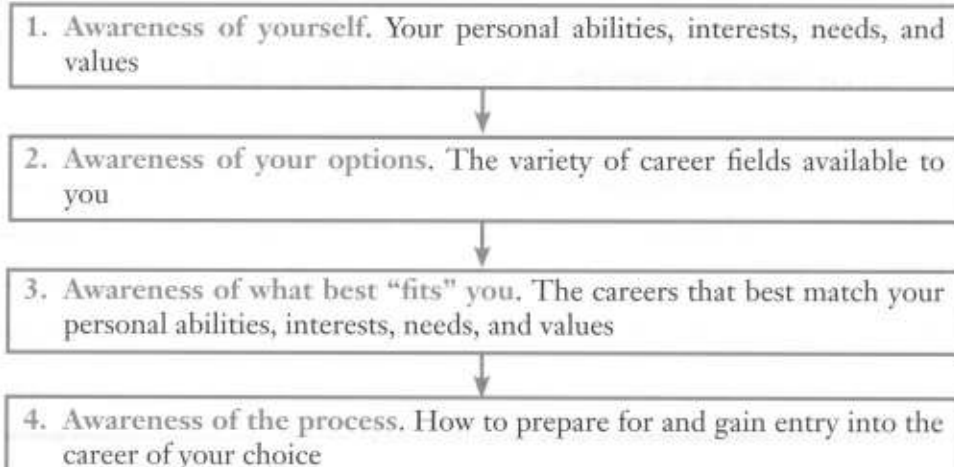 1. Awareness of yourself. Your personal abilities, interests, needs, and
values
2. Awareness of your options. The variety of career fields available to
you
3. Awareness of what best “fits” you. The careers that best match your
personal abilities, interests, needs, and values
4. Awareness of the process. How to prepare for and gain entry into the
career of your choice